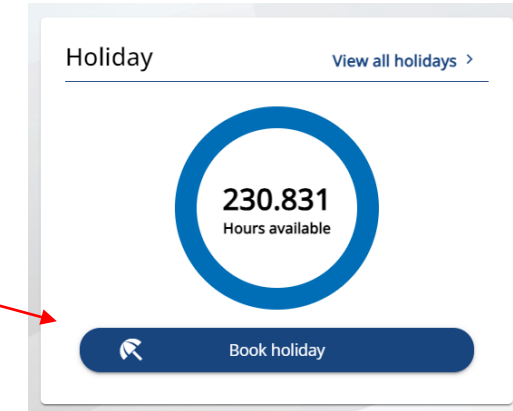 Holiday
View all holidays >
230.831
Hours available
Book holiday